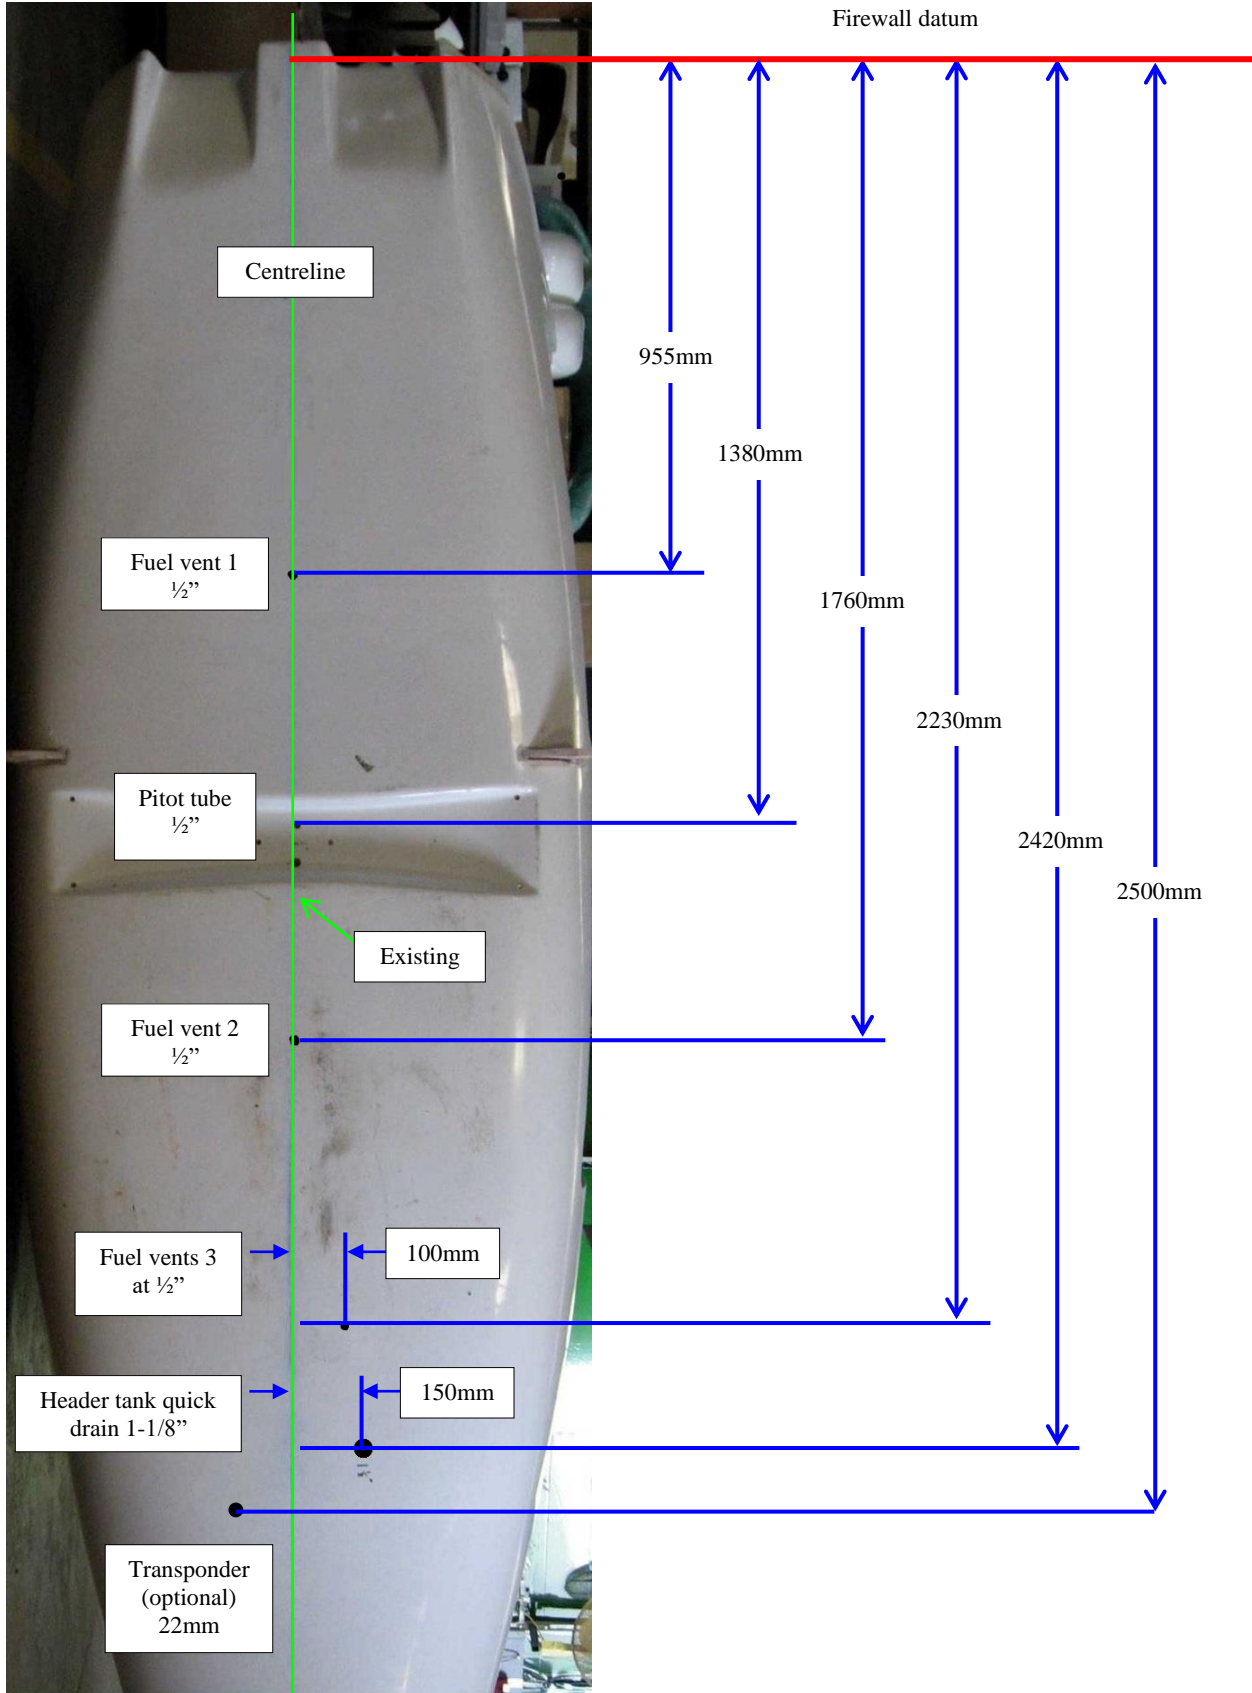 Firewall datum
Centreline
955mm
1380mm
Fuel vent 1
½”
1760mm
2230mm
Pitot tube
½”
2420mm
2500mm
Existing
Fuel vent 2
½”
Fuel vents 3
at ½”
100mm
Header tank quick
drain 1-1/8”
150mm
Transponder
(optional)
22mm